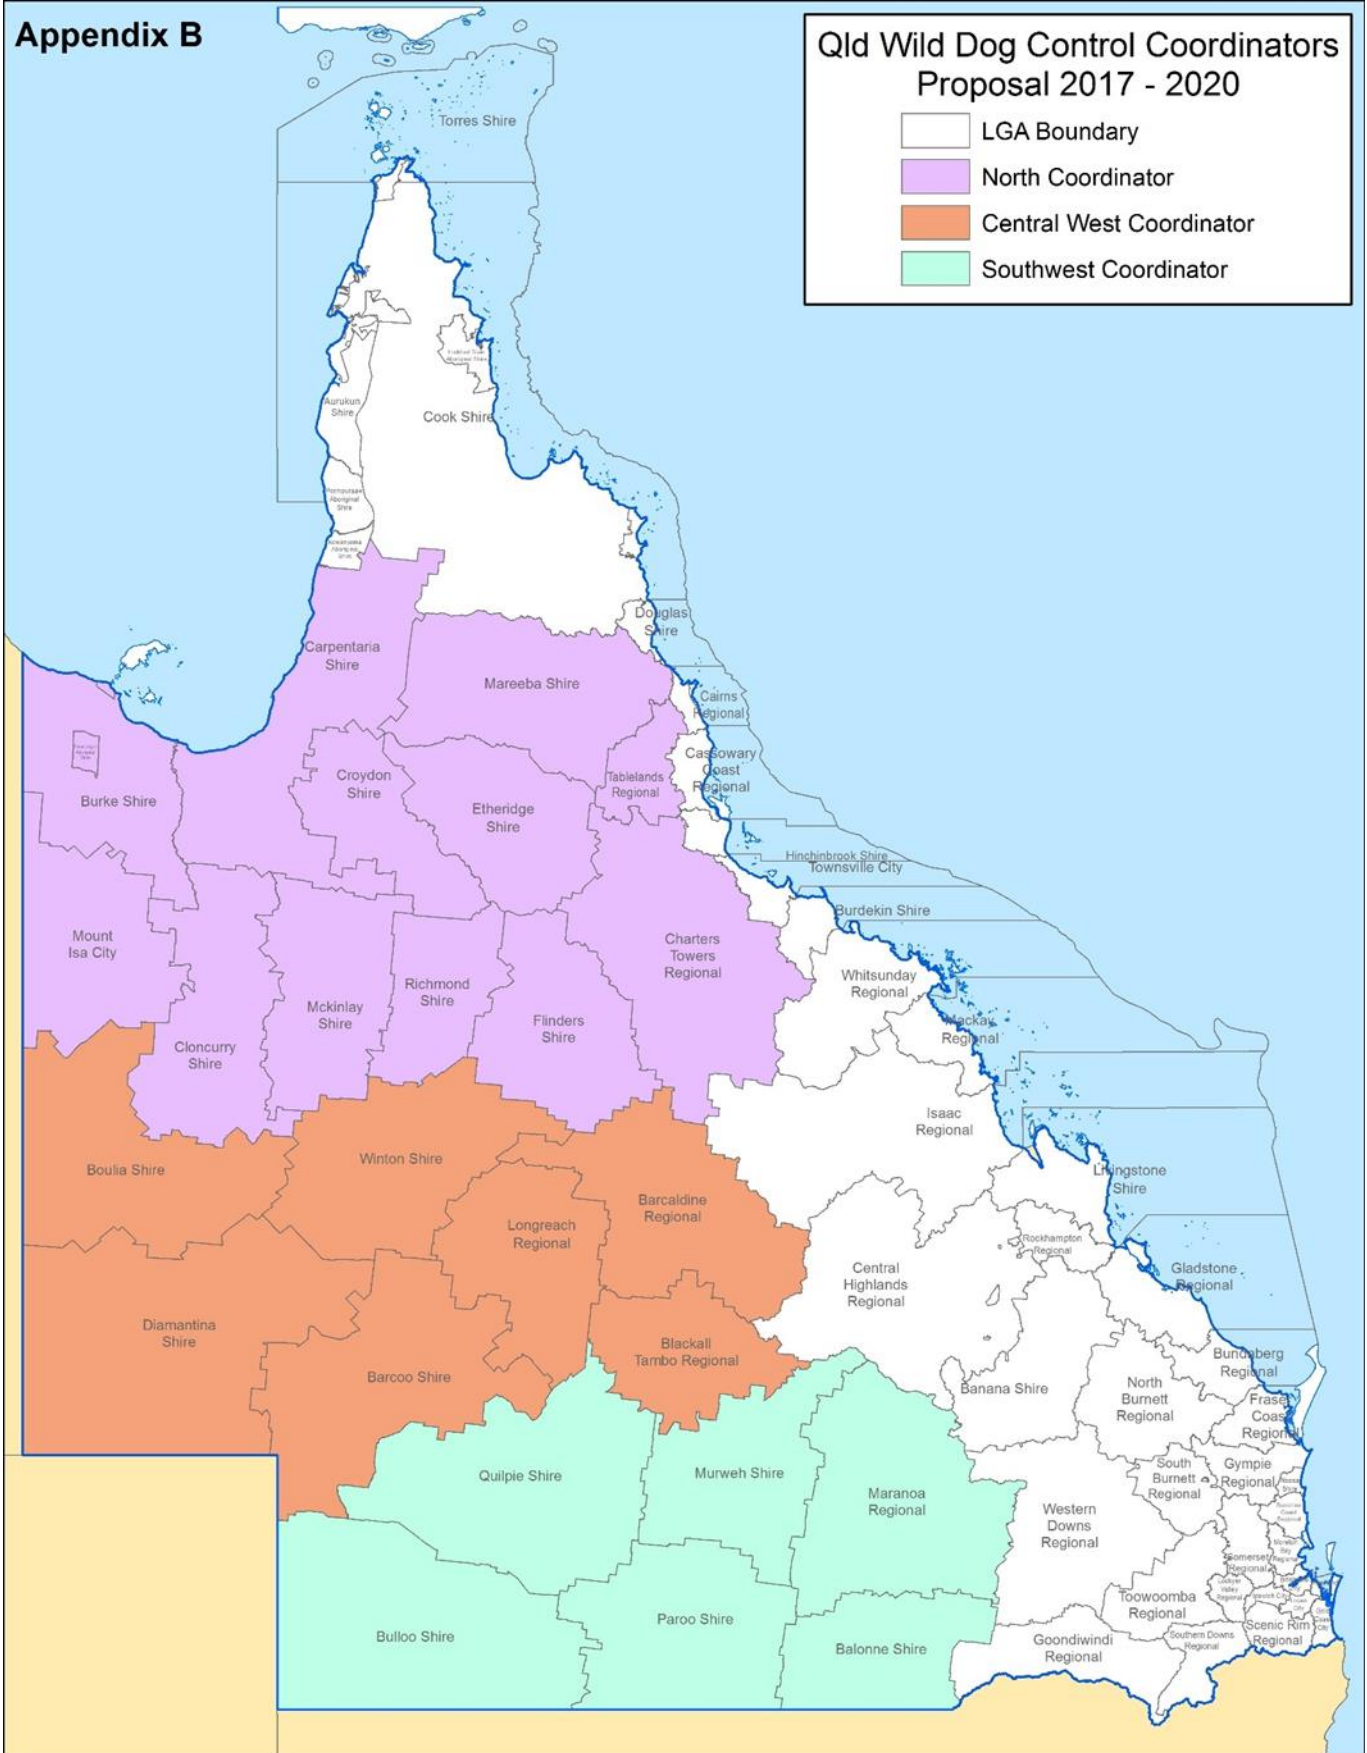 Appendix B
Qld Wild Dog Control Coordinators
Proposal 2017 - 2020
LGA Boundary
North Coordinator
Central West Coordinator
Southwest Coordinator
Torres Shire
Aurukun
Shire
Cook Shire
Aboriginal
Shire
Douglas
Shire
Carpentaria
Shire
Mareeba Shire
Cairns
Regional
Cassowary
Coast
Regional
Tablelands
Regional
Croydon
Shire
Etheridge
Shire
Burke Shire
Hinchinbrook Shire
Townsville City
Burdekin Shire
Mount
Isa City
Charters
Towers
Regional
Whitsunday
Regional
Richmond
Shire
Mckinlay
Shire
Flinders
Shire
Mackay
Regional
Cloncurry
Shire
Isaac
Regional
Boulia Shire
Winton Shire
Livingstone
Shire
Barcaldine
Regional
Longreach
Regional
Rockhampton
Regional
Central
Highlands
Regional
Gladstone
Regional
Diamantina
Shire
Blackall
Tambo Regional
Barcoo Shire
Banana Shire
Bundaberg
Regional
North
Burnett
Regional
Fraser
Coast
Regional
Quilpie Shire
Murweh Shire
Maranoa
Regional
South
Burnett
Regional
Gympie
Regional
Western
Downs
Regional
Somerset
Regional
Lockyer
Valley
Regional
Toowoomba
Regional
Scenic Rim
Regional
Southern Downs
Regional
Goondiwindi
Regional
Bulloo Shire
Paroo Shire
Balonne Shire